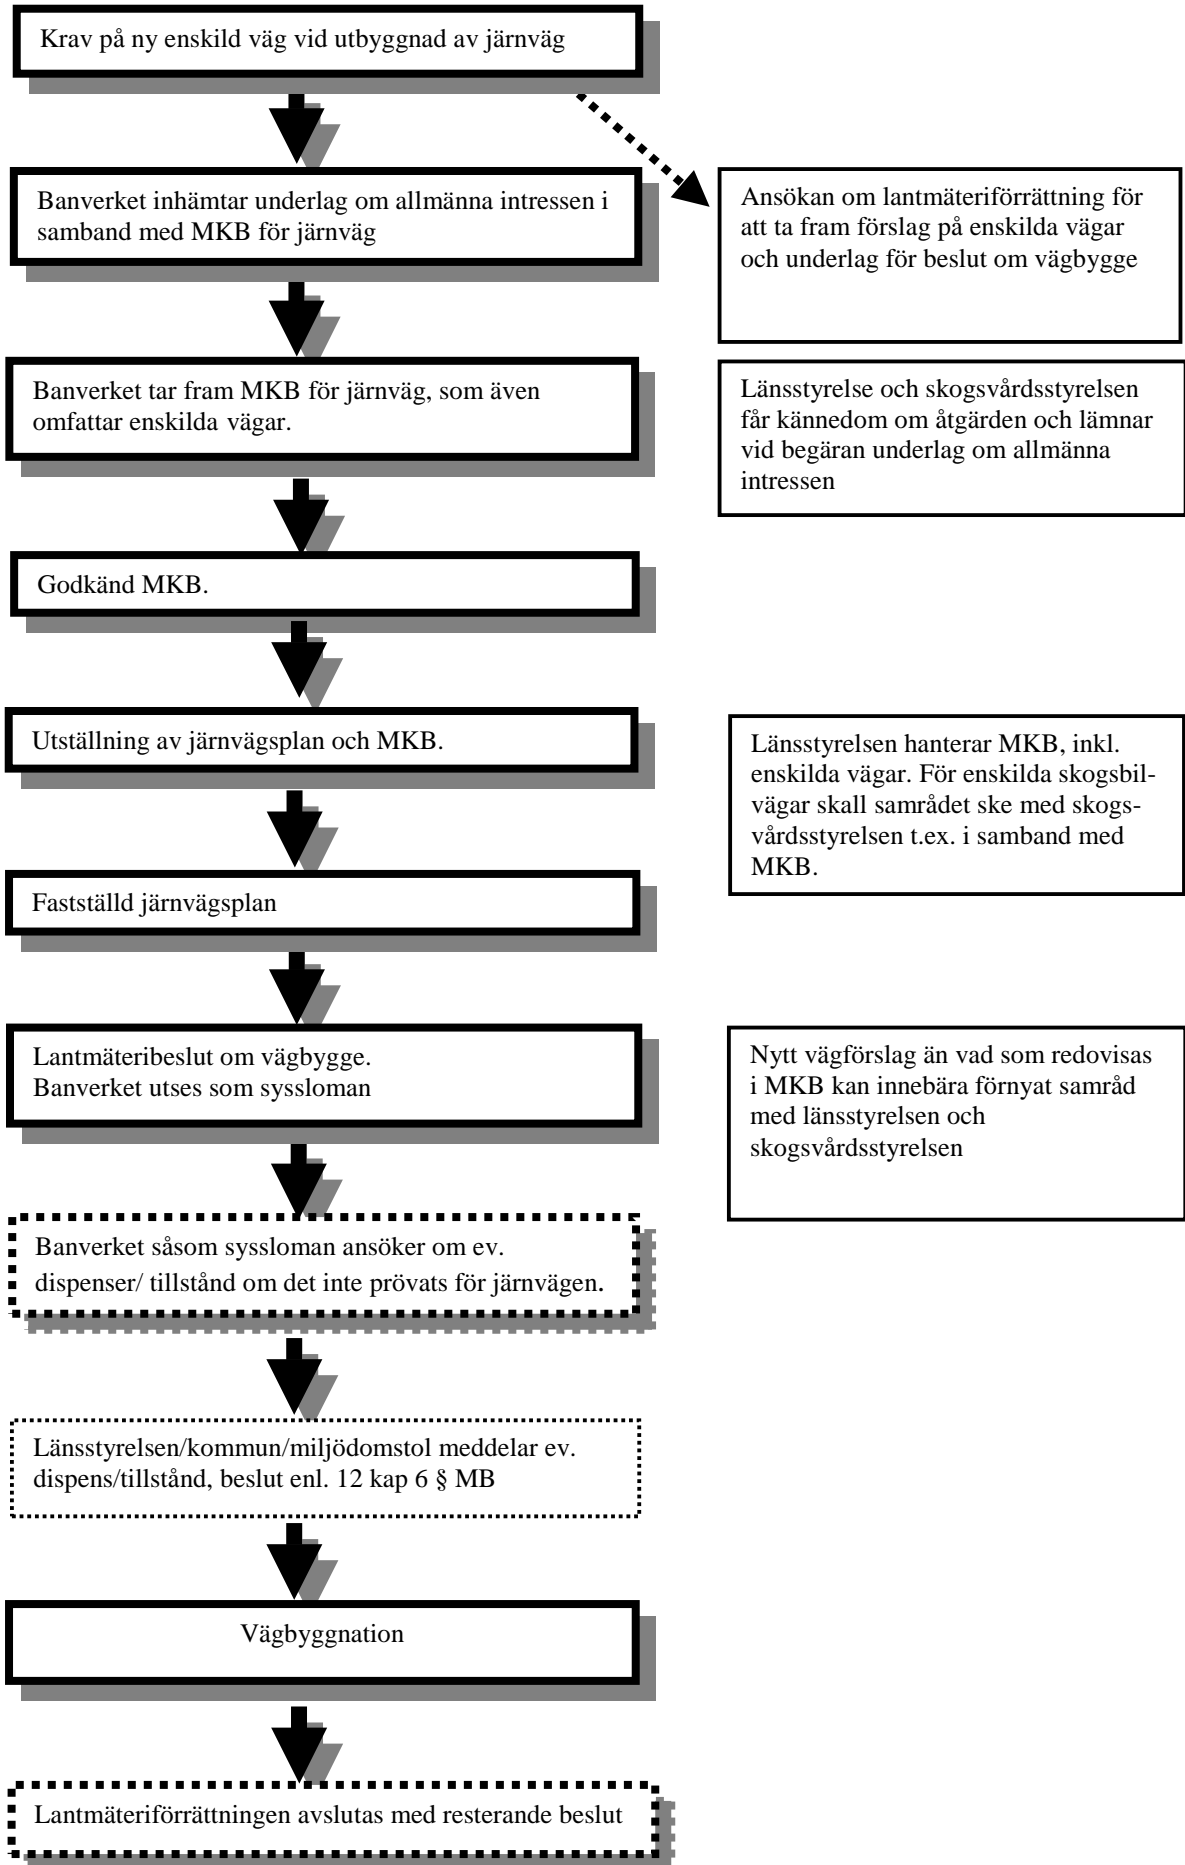 Krav på ny enskild väg vid utbyggnad av järnväg
Banverket inhämtar underlag om allmänna intressen i
samband med MKB för järnväg
Ansökan om lantmäteriförrättning för
att ta fram förslag på enskilda vägar
och underlag för beslut om vägbygge
Banverket tar fram MKB för järnväg, som även
omfattar enskilda vägar.
Länsstyrelse och skogsvårdsstyrelsen
får kännedom om åtgärden och lämnar
vid begäran underlag om allmänna
intressen
Godkänd MKB.
Utställning av järnvägsplan och MKB.
Länsstyrelsen hanterar MKB, inkl.
enskilda vägar. För enskilda skogsbil-
vägar skall samrådet ske med skogs-
vårdsstyrelsen t.ex. i samband med
MKB.
Fastställd järnvägsplan
Lantmäteribeslut om vägbygge.
Banverket utses som syssloman
Nytt vägförslag än vad som redovisas
i MKB kan innebära förnyat samråd
med länsstyrelsen och
skogsvårdsstyrelsen
Banverket såsom syssloman ansöker om ev.
dispenser/ tillstånd om det inte prövats för järnvägen.
Länsstyrelsen/kommun/miljödomstol meddelar ev.
dispens/tillstånd, beslut enl. 12 kap 6 § MB
Vägbyggnation
Lantmäteriförrättningen avslutas med resterande beslut